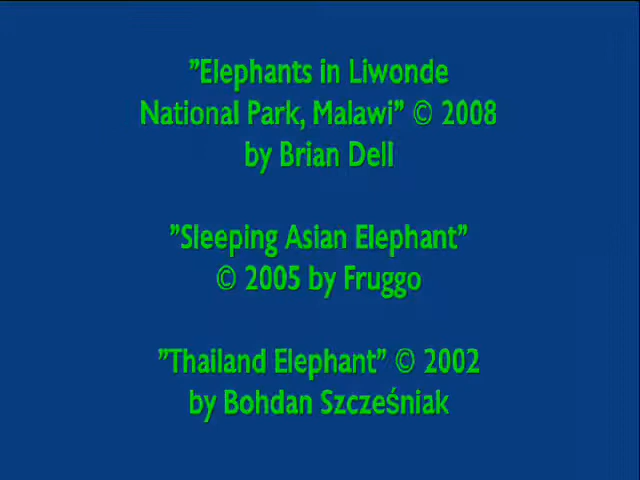 "Elephants in Liwonde
National Park, Malawi" © 2008
by Brian Dell
"Sleeping Asian Elephant"
© 2005 by Fruggo
"Thailand Elephant" © 2002
by Bohdan Szcześniak